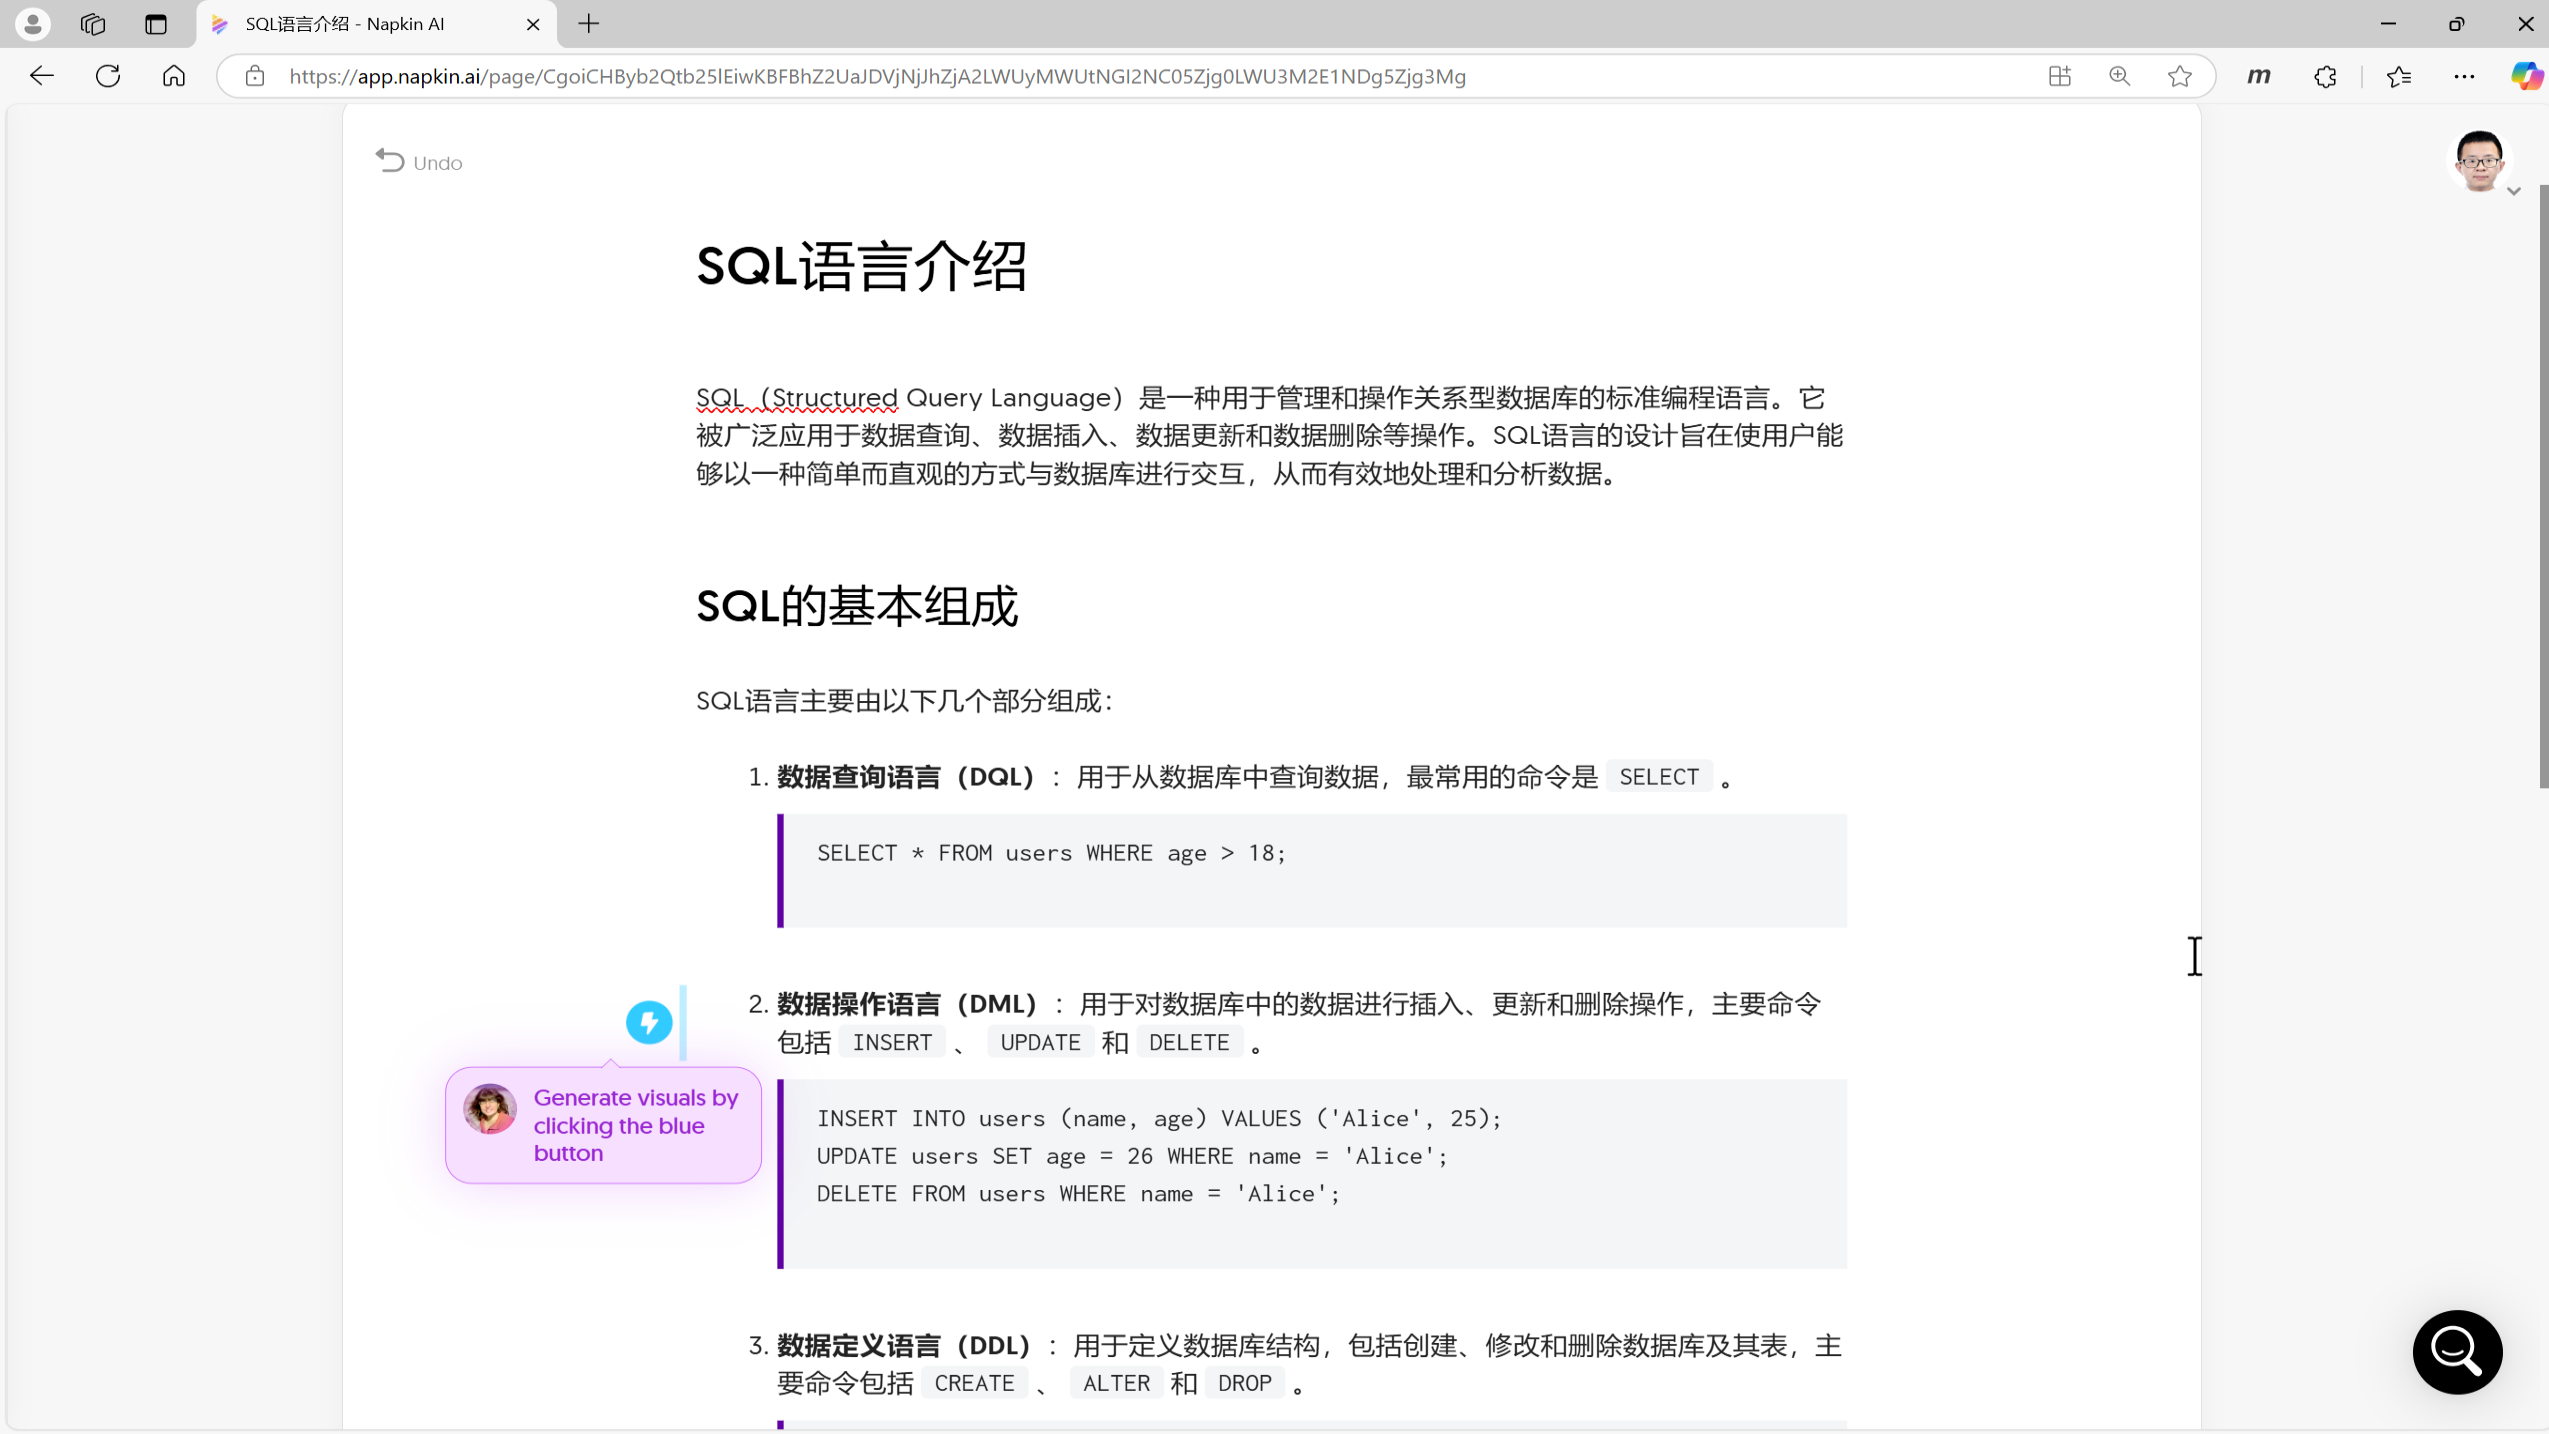 SQL语言介绍 - Napkin AI
https://app.napkin.ai/page/CgoiCHByb2Qtb25lEiwKBFBhZ2UaJDVjNjJhZjA2LWUyMWUtNGI2NC05Zjg0LWU3M2E1NDg5Zjg3Mg
m
Undo
SQL语言介绍
SQL（Structured Query Language）是一种用于管理和操作关系型数据库的标准编程语言。它
被广泛应用于数据查询、数据插入、数据更新和数据删除等操作。SQL语言的设计旨在使用户能
够以一种简单而直观的方式与数据库进行交互，从而有效地处理和分析数据。
SQL的基本组成
SQL语言主要由以下几个部分组成：
1. 数据查询语言（DQL）：用于从数据库中查询数据，最常用的命令是 SELECT 。
SELECT * FROM users WHERE age > 18;
2. 数据操作语言（DML）：用于对数据库中的数据进行插入、更新和删除操作，主要命令
包括 INSERT 、 UPDATE 和 DELETE 。
Generate visuals by
clicking the blue
button
INSERT INTO users (name, age) VALUES ('Alice', 25);
UPDATE users SET age = 26 WHERE name = 'Alice';
DELETE FROM users WHERE name = 'Alice';
3. 数据定义语言（DDL）：用于定义数据库结构，包括创建、修改和删除数据库及其表，主
要命令包括 CREATE 、 ALTER 和 DROP 。